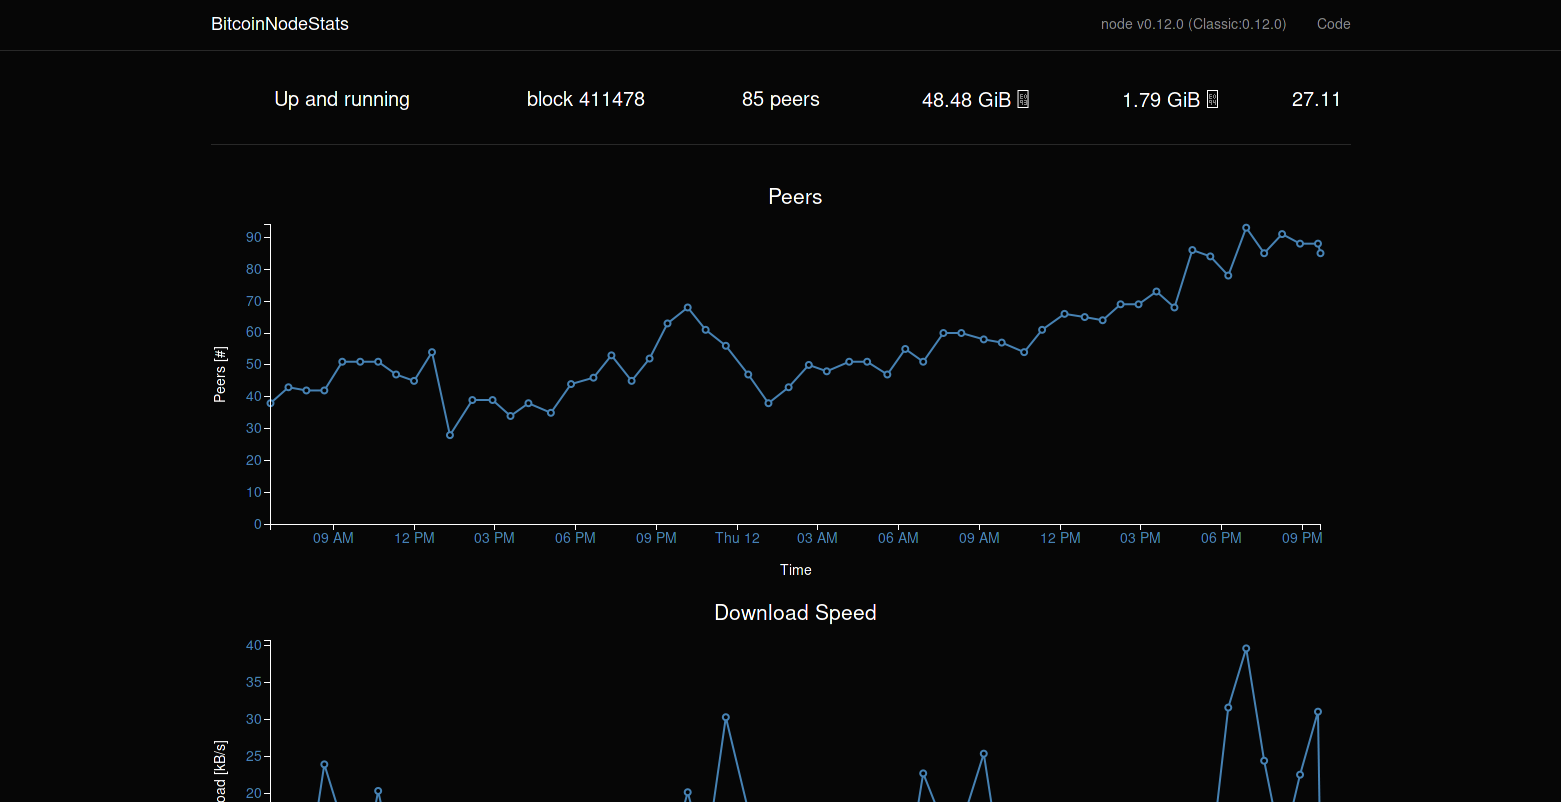 BitcoinNodeStats node v0.12.0 (Classic:0.12.0) Code
Up and running block 411478 85 peers 48.48 GiB 1.79 GiB 27.11
Peers
90
80
70
60
50
40
30
20
10
0
Peers [#]
09 AM 12 PM 03 PM 06 PM 09 PM Thu 12 03 AM 06 AM 09 AM 12 PM 03 PM 06 PM 09 PM
Time
Download Speed
40
35
30
25
20
oad [kB/s]